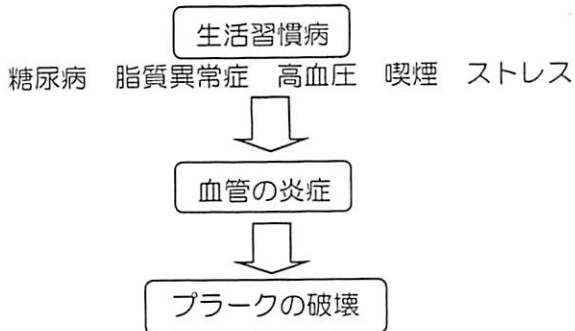 生活習慣病
糖尿病　脂質異常症　高血圧　喫煙　ストレス
血管の炎症
プラークの破壊